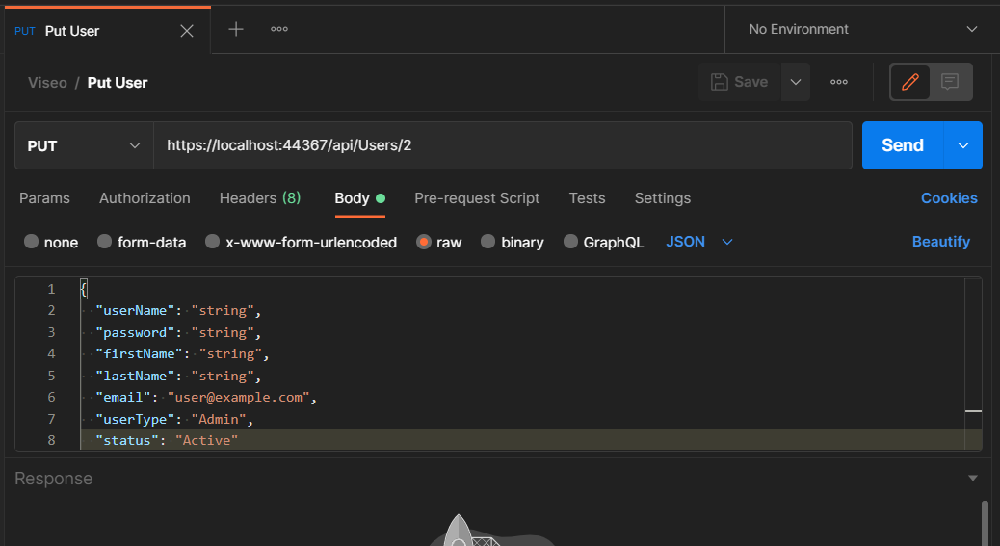 PUT Put User No Environment
Viseo / Put User Save
PUT https://localhost:44367/api/Users/2 Send
Params Authorization Headers (8) Body Pre-request Script Tests Settings Cookies
none form-data x-www-form-urlencoded raw binary GraphQL JSON Beautify
1 {
2 "userName": "string",
3 "password": "string",
4 "firstName": "string",
5 "lastName": "string",
6 "email": "user@example.com",
7 "userType": "Admin",
8 "status": "Active"
Response